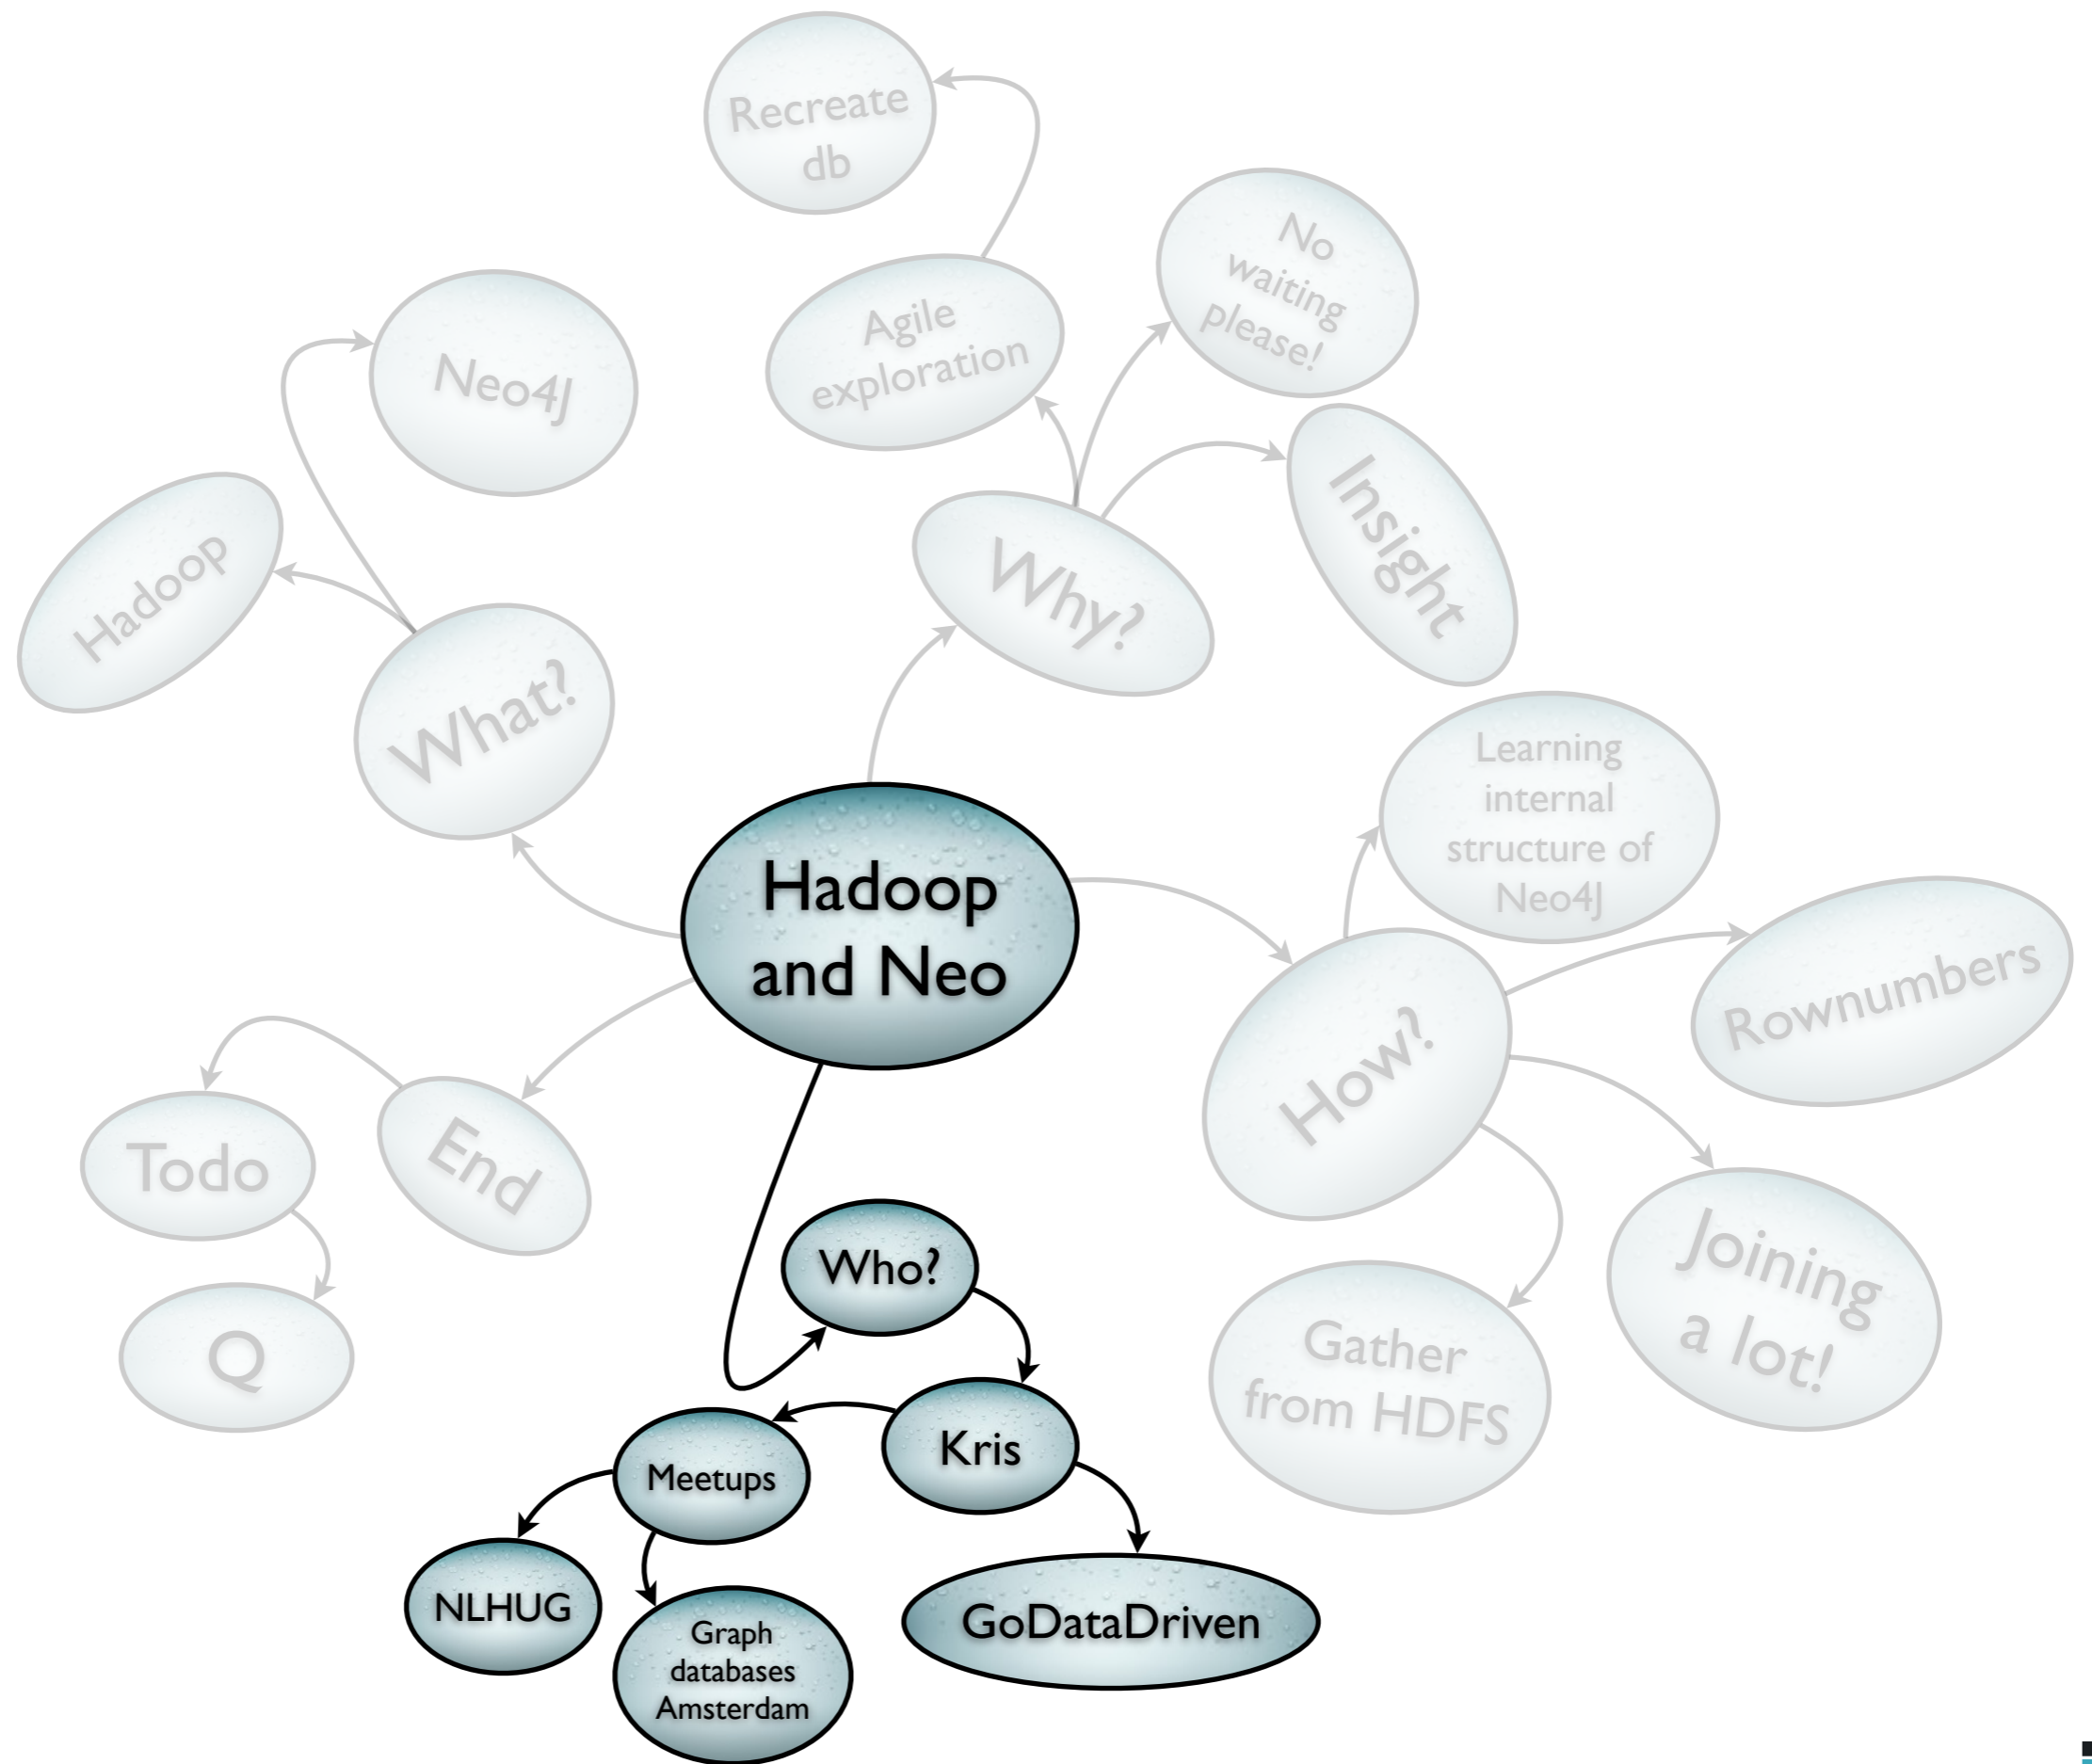 Recreate
db
No
waiting
please!
Agile
exploration
Neo4J
Insight
Hadoop
Why?
What?
Learning
internal
structure of
Neo4J
Hadoop
and Neo
Rownumbers
How?
Todo
End
Who?
Joining
a lot!
Q
Gather
from HDFS
Kris
Meetups
NLHUG
GoDataDriven
Graph
databases
Amsterdam